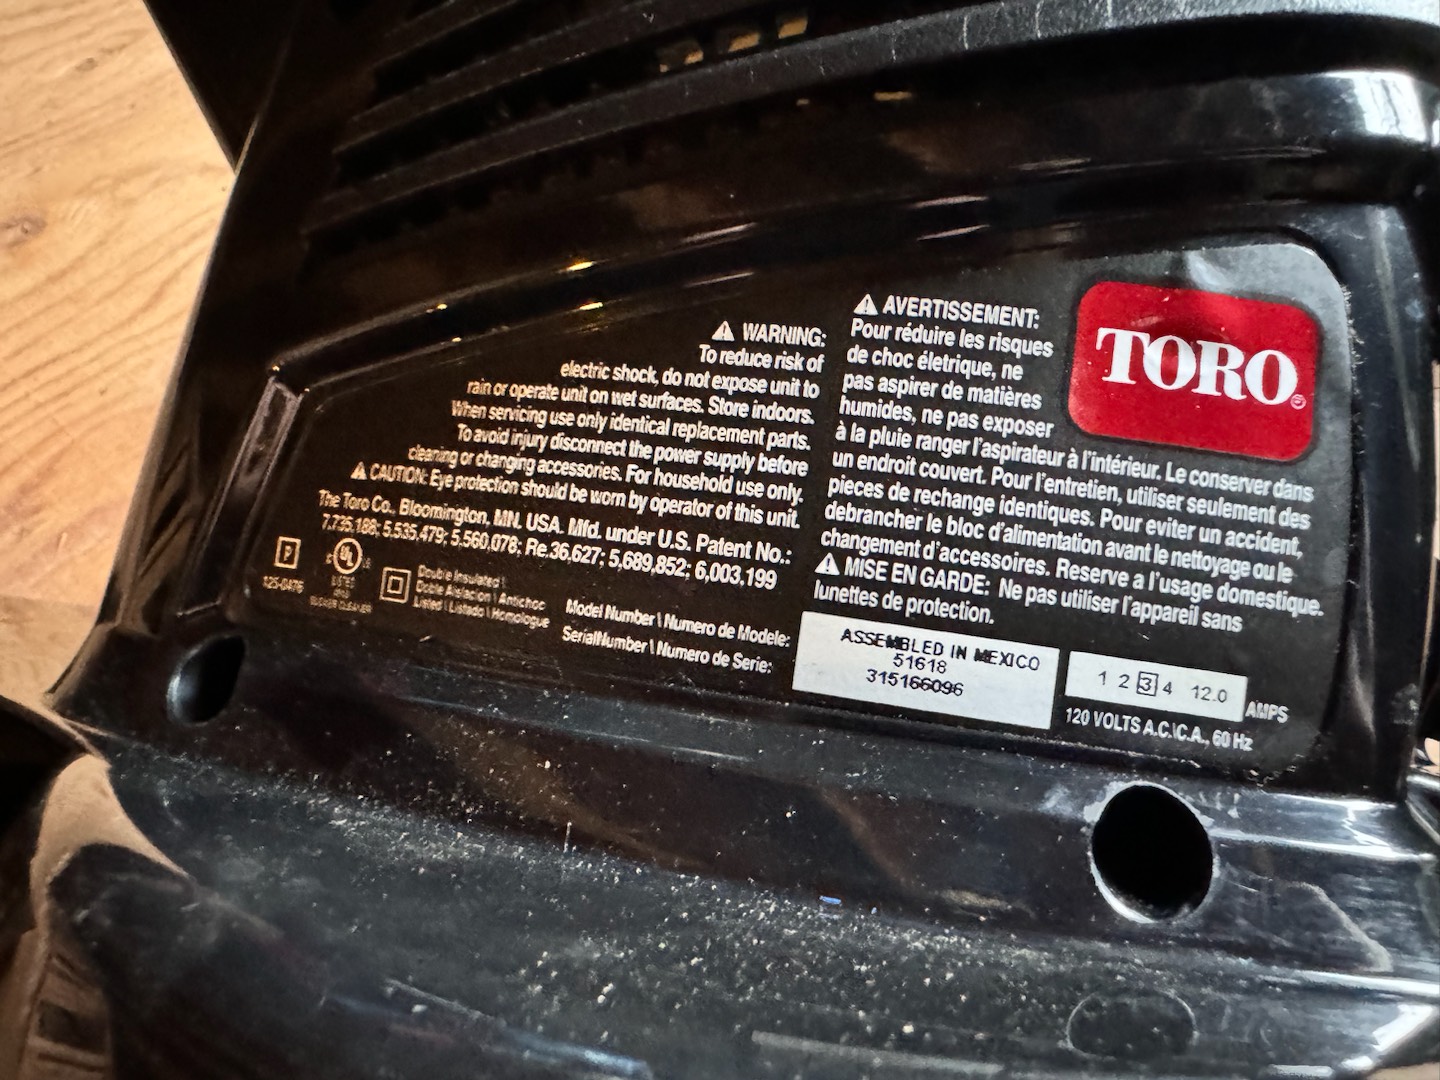 ⚠ WARNING:
To reduce risk of
electric shock, do not expose unit to
rain or operate unit on wet surfaces. Store indoors.
When servicing use only identical replacement parts.
To avoid injury disconnect the power supply before
cleaning or changing accessories. For household use only.
⚠ CAUTION: Eye protection should be worn by operator of this unit.
The Toro Co., Bloomington, MN. USA. Mfd. under U.S. Patent No.:
7,735,188; 5,535,479; 5,560,078; Re.36,627; 5,689,852; 6,003,199
P
125-0476
UL
LISTED
Double Insulated \
Doble Aislacion \ Antichoc
Listed \ Listado \ Homologue
Model Number \ Numero de Modele:
SerialNumber \ Numero de Serie:
⚠ AVERTISSEMENT:
Pour réduire les risques
de choc életrique, ne
pas aspirer de matières
humides, ne pas exposer
à la pluie ranger l'aspirateur à l'intérieur. Le conserver dans
un endroit couvert. Pour l'entretien, utiliser seulement des
pieces de rechange identiques. Pour eviter un accident,
debrancher le bloc d'alimentation avant le nettoyage ou le
changement d'accessoires. Reserve a l'usage domestique.
⚠ MISE EN GARDE: Ne pas utiliser l'appareil sans
lunettes de protection.
TORO®
ASSEMBLED IN MEXICO
51618
315166096
1 2 3 4 12.0
AMPS
120 VOLTS A.C.\C.A., 60 Hz